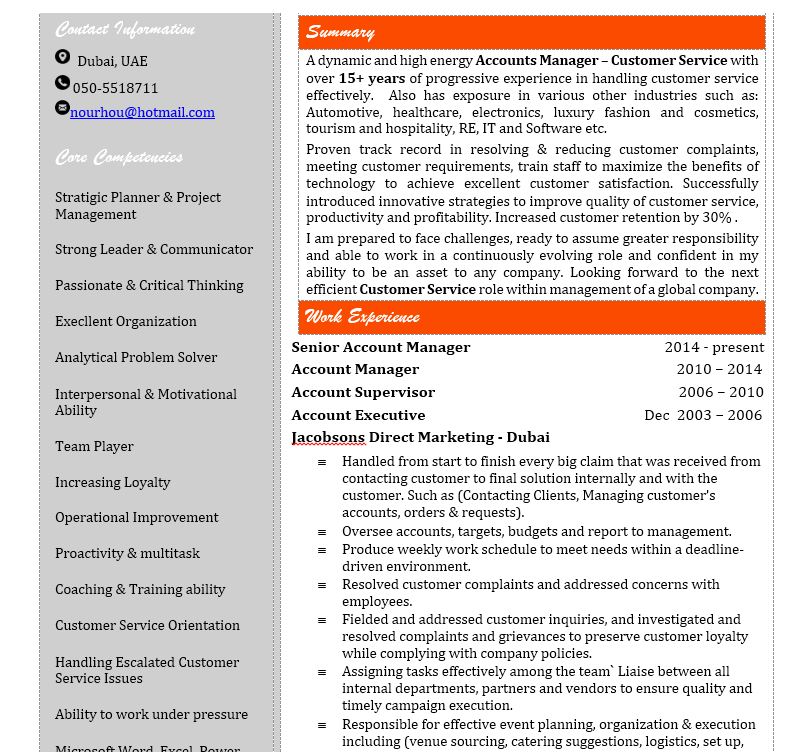 Contact Information
Dubai, UAE
050-5518711
nourhou@hotmail.com
Core Competencies
Stratigic Planner & Project
Management
Strong Leader & Communicator
Passionate & Critical Thinking
Execllent Organization
Analytical Problem Solver
Interpersonal & Motivational
Ability
Team Player
Increasing Loyalty
Operational Improvement
Proactivity & multitask
Coaching & Training ability
Customer Service Orientation
Handling Escalated Customer
Service Issues
Ability to work under pressure
Microsoft Word, Excel, Power
Summary
A dynamic and high energy Accounts Manager – Customer Service with
over 15+ years of progressive experience in handling customer service
effectively. Also has exposure in various other industries such as:
Automotive, healthcare, electronics, luxury fashion and cosmetics,
tourism and hospitality, RE, IT and Software etc.
Proven track record in resolving & reducing customer complaints,
meeting customer requirements, train staff to maximize the benefits of
technology to achieve excellent customer satisfaction. Successfully
introduced innovative strategies to improve quality of customer service,
productivity and profitability. Increased customer retention by 30% .
I am prepared to face challenges, ready to assume greater responsibility
and able to work in a continuously evolving role and confident in my
ability to be an asset to any company. Looking forward to the next
efficient Customer Service role within management of a global company.
Work Experience
Senior Account Manager 2014 - present
Account Manager 2010 – 2014
Account Supervisor 2006 – 2010
Account Executive Dec 2003 – 2006
Jacobsons Direct Marketing - Dubai
≡ Handled from start to finish every big claim that was received from
contacting customer to final solution internally and with the
customer. Such as (Contacting Clients, Managing customer's
accounts, orders & requests).
≡ Oversee accounts, targets, budgets and report to management.
≡ Produce weekly work schedule to meet needs within a deadline-
driven environment.
≡ Resolved customer complaints and addressed concerns with
employees.
≡ Fielded and addressed customer inquiries, and investigated and
resolved complaints and grievances to preserve customer loyalty
while complying with company policies.
≡ Assigning tasks effectively among the team` Liaise between all
internal departments, partners and vendors to ensure quality and
timely campaign execution.
≡ Responsible for effective event planning, organization & execution
including (venue sourcing, catering suggestions, logistics, set up,